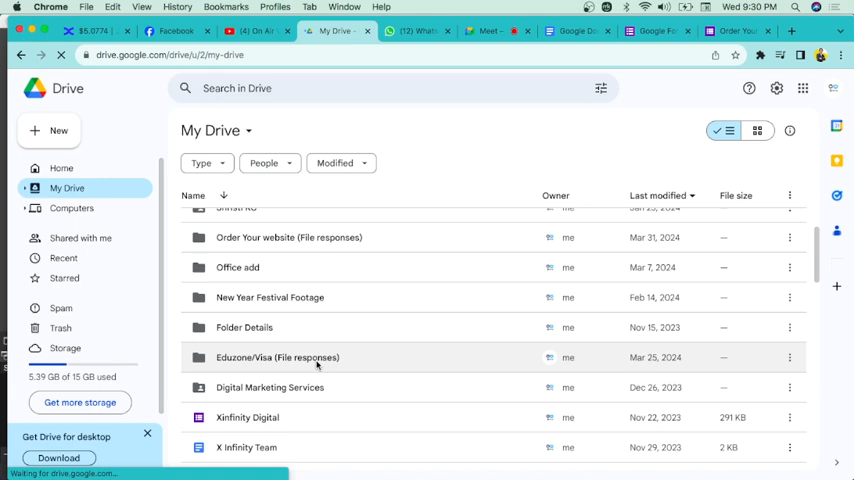 Chrome File Edit View History Bookmarks Profiles Tab Window Help Wed 9:30 PM
$5.0774 Facebook (4) On Air My Drive - (12) Whats Meet – Google Do Google Fo Order You
drive.google.com/drive/u/2/my-drive
Drive
Search in Drive
New
My Drive
Type People Modified
Home
My Drive
Computers
Shared with me
Recent
Starred
Spam
Trash
Storage
5.39 GB of 15 GB used
Get more storage
Get Drive for desktop
Download
Waiting for drive.google.com...
Name Owner Last modified File size
Order Your website (File responses) me Mar 31, 2024 —
Office add me Mar 7, 2024 —
New Year Festival Footage me Feb 14, 2024 —
Folder Details me Nov 15, 2023 —
Eduzone/Visa (File responses) me Mar 25, 2024 —
Digital Marketing Services me Dec 26, 2023 —
Xinfinity Digital me Nov 22, 2023 291 KB
X Infinity Team me Nov 29, 2023 2 KB